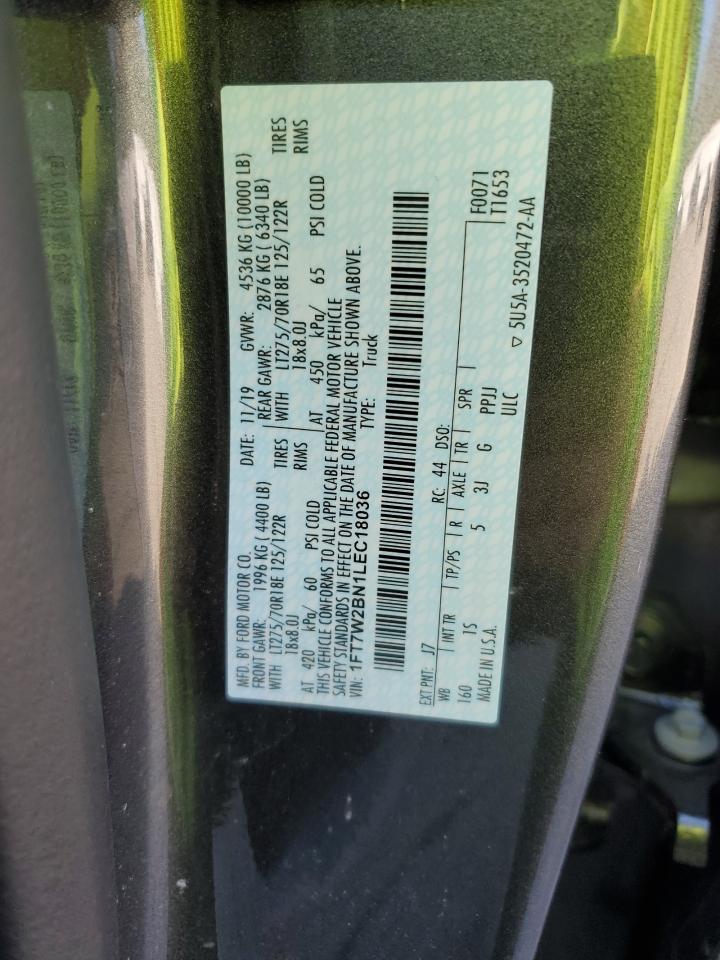 MFD. BY FORD MOTOR CO.
DATE: 11/19 GVWR: 4536 KG (10000 LB)
FRONT GAWR: 1996 KG ( 4400 LB)
REAR GAWR: 2876 KG ( 6340 LB)
WITH LT275/70R18E 125/122R TIRES
WITH LT275/70R18E 125/122R TIRES
18x8.0J RIMS
18x8.0J RIMS
AT 420 kPa/ 60 PSI COLD
AT 450 kPa/ 65 PSI COLD
THIS VEHICLE CONFORMS TO ALL APPLICABLE FEDERAL MOTOR VEHICLE
SAFETY STANDARDS IN EFFECT ON THE DATE OF MANUFACTURE SHOWN ABOVE.
VIN: 1FT7W2BN1LEC18036 TYPE: Truck
EXT PNT: J7 RC: 44 DSO: F0071
WB INT TR TP/PS R AXLE TR SPR T1653
160 IS 5 3J G PPJJ
MADE IN U.S.A. ULC
▽ 5U5A-3520472-AA